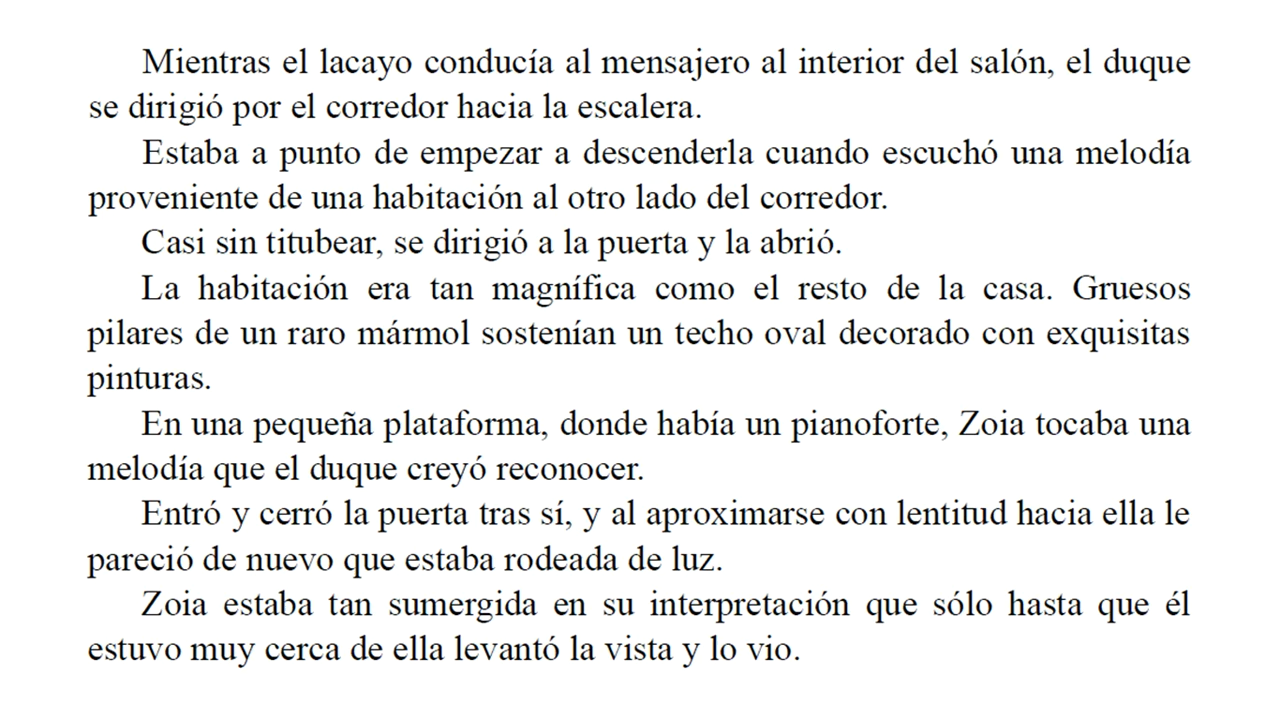 Mientras el lacayo conducía al mensajero al interior del salón, el duque
se dirigió por el corredor hacia la escalera.
Estaba a punto de empezar a descenderla cuando escuchó una melodía
proveniente de una habitación al otro lado del corredor.
Casi sin titubear, se dirigió a la puerta y la abrió.
La habitación era tan magnífica como el resto de la casa. Gruesos
pilares de un raro mármol sostenían un techo oval decorado con exquisitas
pinturas.
En una pequeña plataforma, donde había un pianoforte, Zoia tocaba una
melodía que el duque creyó reconocer.
Entró y cerró la puerta tras sí, y al aproximarse con lentitud hacia ella le
pareció de nuevo que estaba rodeada de luz.
Zoia estaba tan sumergida en su interpretación que sólo hasta que él
estuvo muy cerca de ella levantó la vista y lo vio.